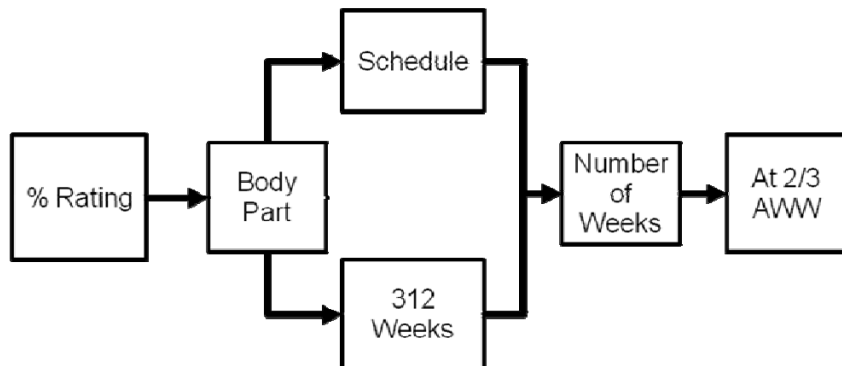 % Rating
Body
Part
Schedule
312
Weeks
Number
of
Weeks
At 2/3
AWW